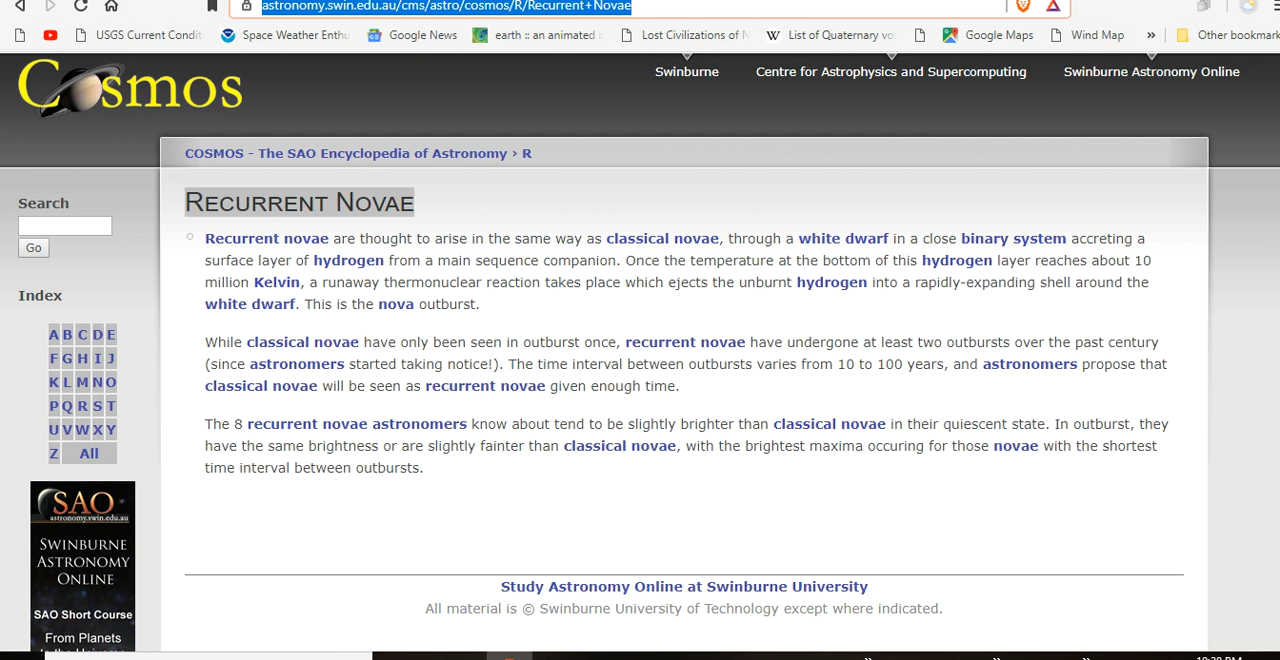 astronomy.swin.edu.au/cms/astro/cosmos/R/Recurrent+Novae
USGS Current Condit Space Weather Enthu Google News earth :: an animated Lost Civilizations of N W List of Quaternary vo Google Maps Wind Map » Other bookmark
Cosmos
Swinburne Centre for Astrophysics and Supercomputing Swinburne Astronomy Online
COSMOS - The SAO Encyclopedia of Astronomy › R
Search
Go
Index
A B C D E
F G H I J
K L M N O
P Q R S T
U V W X Y
Z All
SAO
astronomy.swin.edu.au
SWINBURNE
ASTRONOMY
ONLINE
SAO Short Course
From Planets
to the Universe
RECURRENT NOVAE
Recurrent novae are thought to arise in the same way as classical novae, through a white dwarf in a close binary system accreting a
surface layer of hydrogen from a main sequence companion. Once the temperature at the bottom of this hydrogen layer reaches about 10
million Kelvin, a runaway thermonuclear reaction takes place which ejects the unburnt hydrogen into a rapidly-expanding shell around the
white dwarf. This is the nova outburst.
While classical novae have only been seen in outburst once, recurrent novae have undergone at least two outbursts over the past century
(since astronomers started taking notice!). The time interval between outbursts varies from 10 to 100 years, and astronomers propose that
classical novae will be seen as recurrent novae given enough time.
The 8 recurrent novae astronomers know about tend to be slightly brighter than classical novae in their quiescent state. In outburst, they
have the same brightness or are slightly fainter than classical novae, with the brightest maxima occuring for those novae with the shortest
time interval between outbursts.
Study Astronomy Online at Swinburne University
All material is © Swinburne University of Technology except where indicated.
10:38 PM